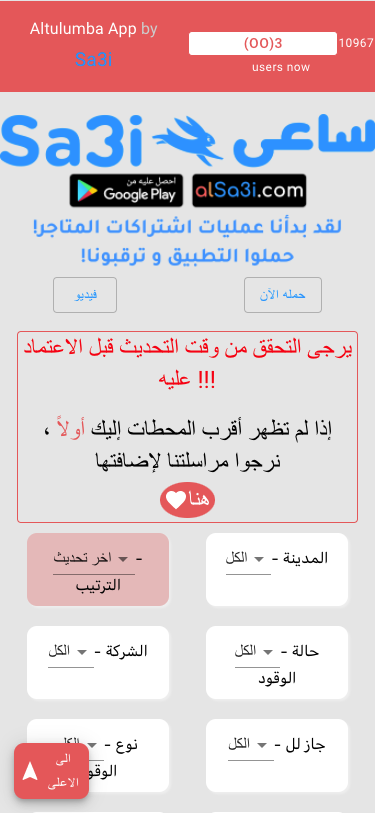 Altulumba App by
Sa3i
(00)3
10967
users now
Sa3i ساعي
احصل عليه من
Google Play
alSa3i.com
لقد بدأنا عمليات اشتراكات المتاجر!
حملوا التطبيق و ترقبونا!
حمله الآن
فيديو
يرجى التحقق من وقت التحديث قبل الاعتماد
عليه !!!
إذا لم تظهر أقرب المحطات إليك أولاً ،
نرجوا مراسلتنا لإضافتها
هنا
المدينة - الكل
- اخر تحديث
الترتيب
حالة - الكل
الوقود
الشركة - الكل
جاز لل - الكل
نوع - الكل
الى
الاعلى